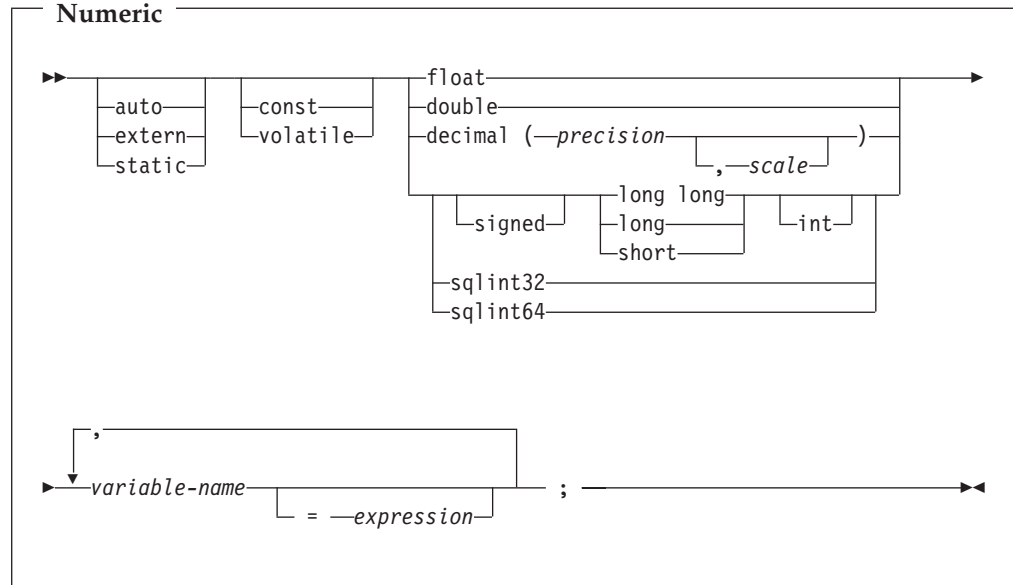 Numeric
float
auto const double
extern volatile decimal ( precision )
static , scale
long long
signed long int
short
sqlint32
sqlint64
,
variable-name ;
= expression